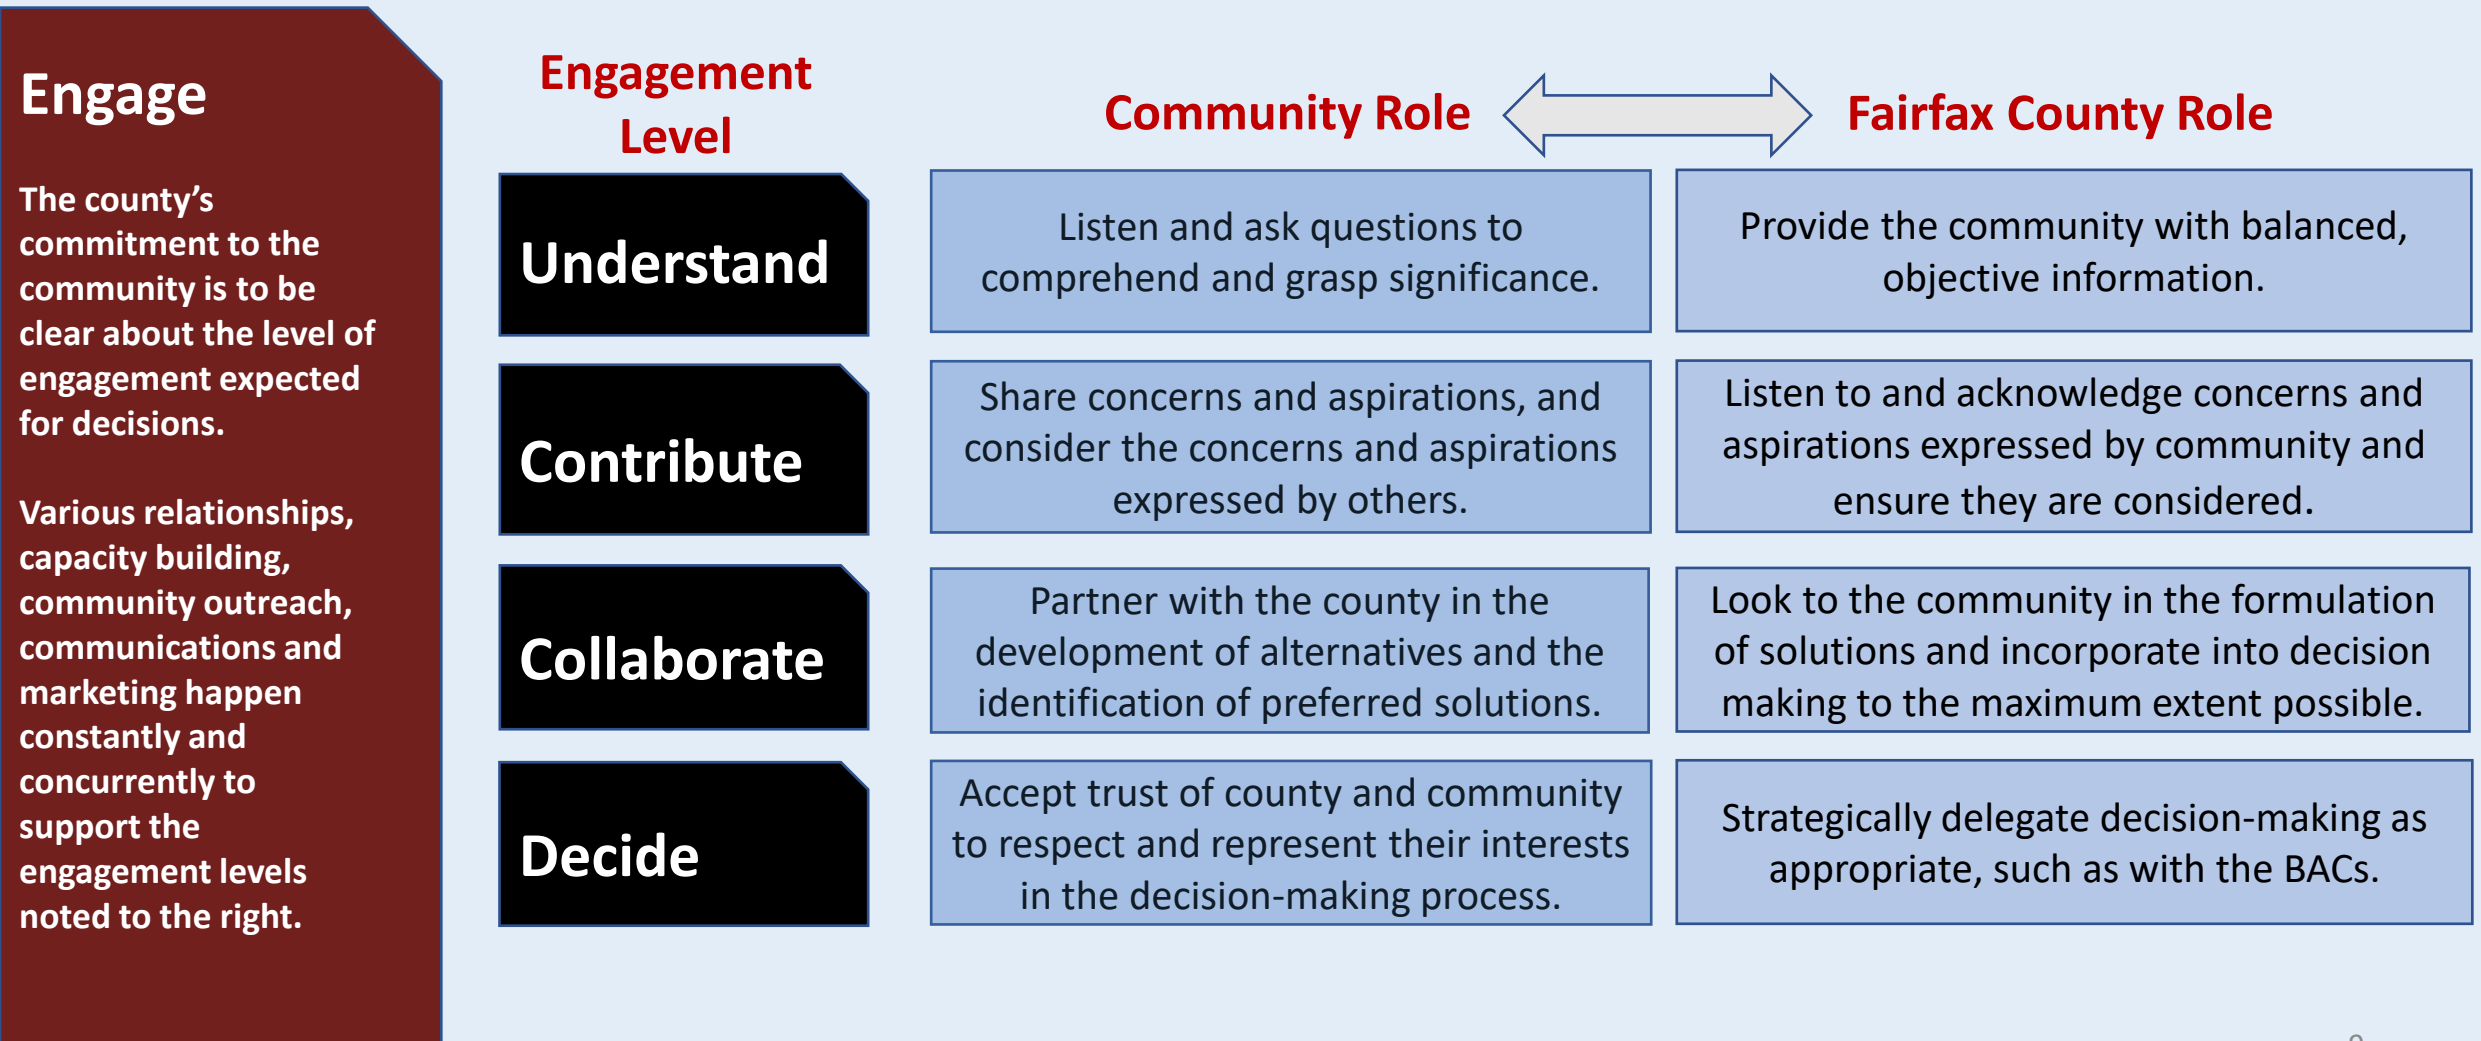 Engage
The county’s
commitment to the
community is to be
clear about the level of
engagement expected
for decisions.
Various relationships,
capacity building,
community outreach,
communications and
marketing happen
constantly and
concurrently to
support the
engagement levels
noted to the right.
Engagement
Level
Community Role
Fairfax County Role
Understand
Listen and ask questions to
comprehend and grasp significance.
Provide the community with balanced,
objective information.
Contribute
Share concerns and aspirations, and
consider the concerns and aspirations
expressed by others.
Listen to and acknowledge concerns and
aspirations expressed by community and
ensure they are considered.
Collaborate
Partner with the county in the
development of alternatives and the
identification of preferred solutions.
Look to the community in the formulation
of solutions and incorporate into decision
making to the maximum extent possible.
Decide
Accept trust of county and community
to respect and represent their interests
in the decision-making process.
Strategically delegate decision-making as
appropriate, such as with the BACs.